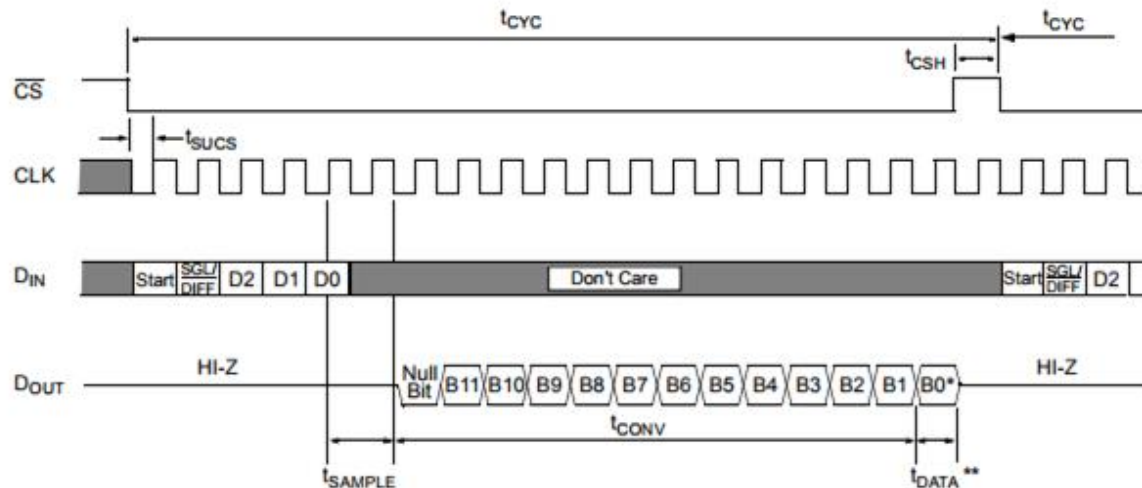 tCYC tCYC
tCSH
CS
tSUCS
CLK
DIN
Start SGL/DIFF D2 D1 D0 Don't Care Start SGL/DIFF D2
DOUT
HI-Z Null Bit B11 B10 B9 B8 B7 B6 B5 B4 B3 B2 B1 B0* HI-Z
tCONV
tSAMPLE tDATA**